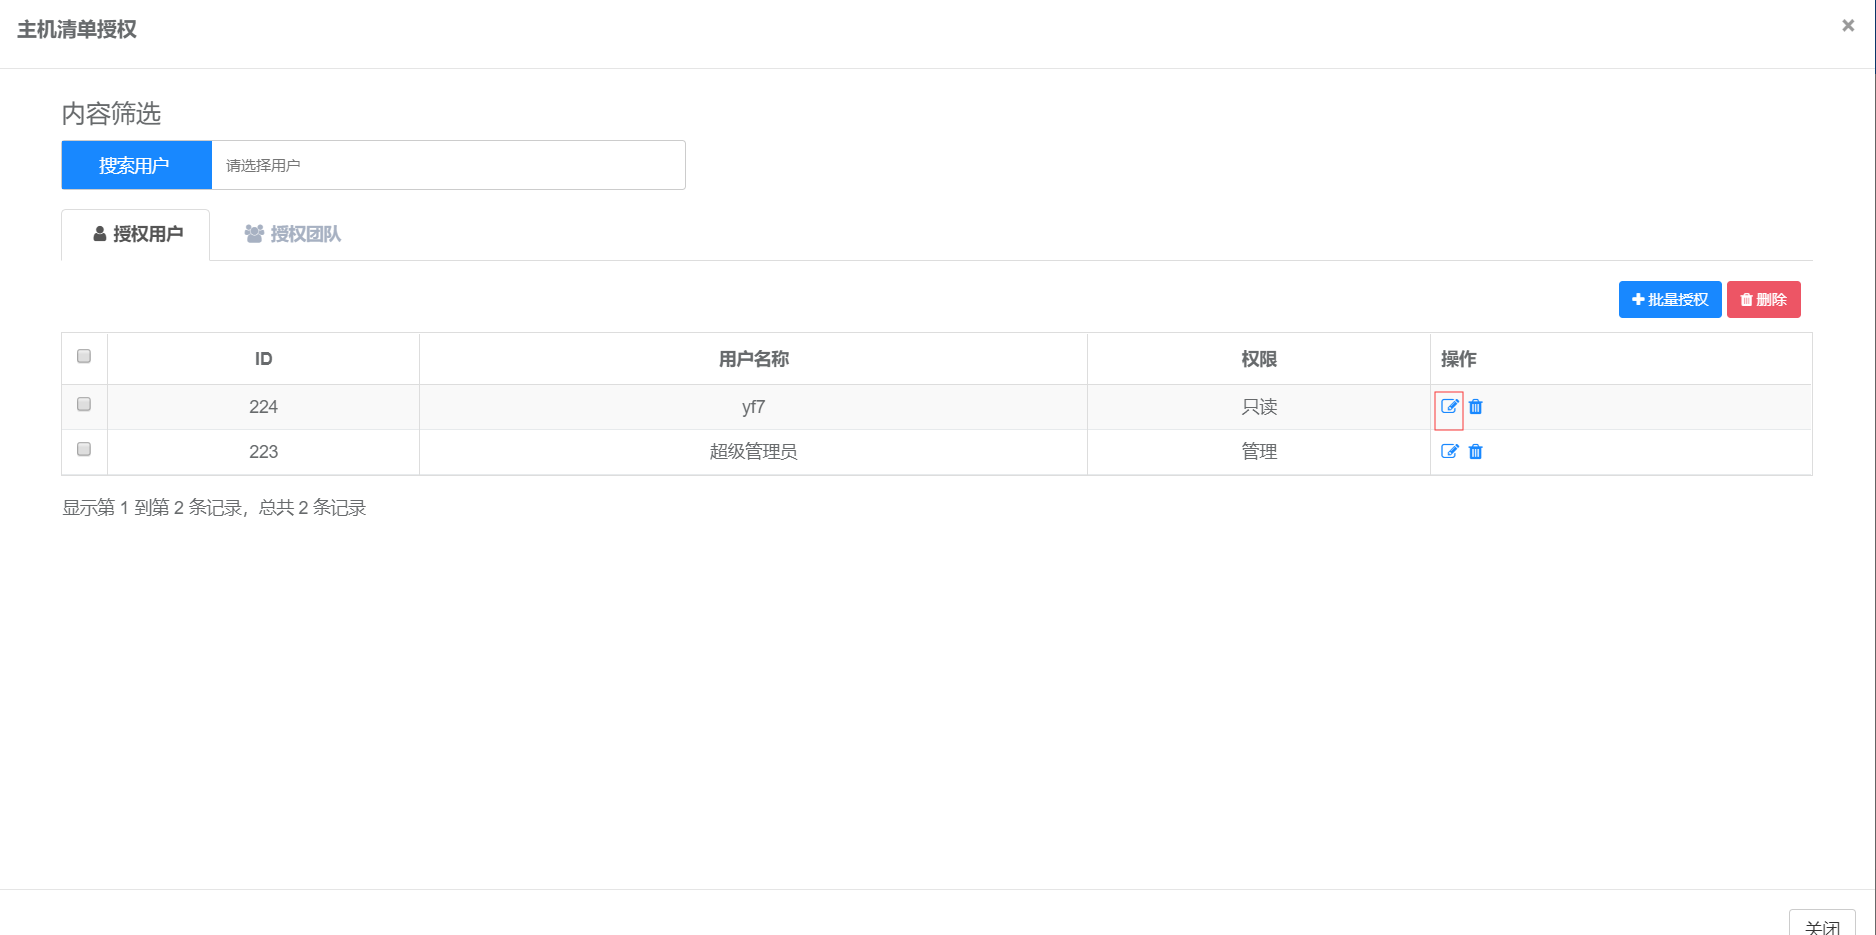 主机清单授权
×
内容筛选
搜索用户 请选择用户
授权用户 授权团队
批量授权 删除
ID 用户名称 权限 操作
224 yf7 只读
223 超级管理员 管理
显示第 1 到第 2 条记录，总共 2 条记录
关闭